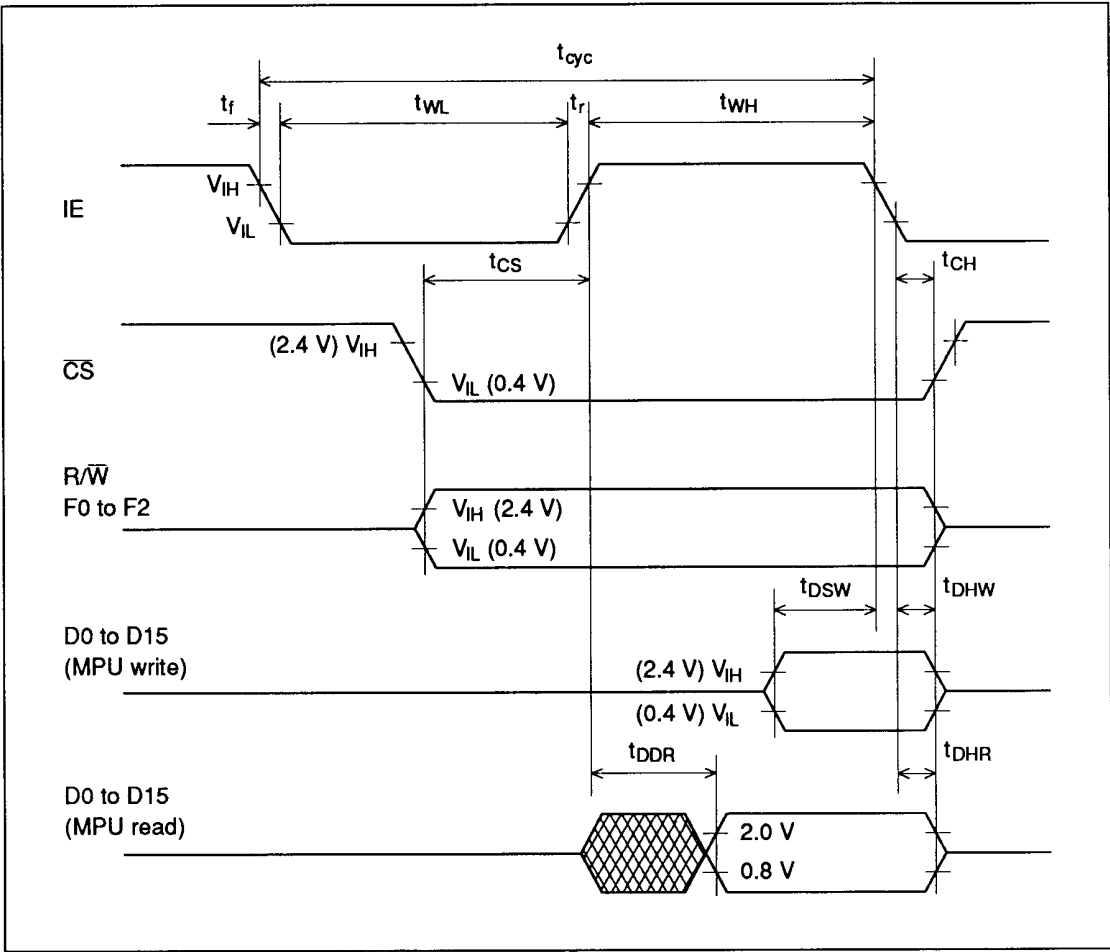 tcyc
tf
tWL
tr
tWH
IE
VIH
VIL
tCS
tCH
CS
(2.4 V) VIH
VIL (0.4 V)
R/W
F0 to F2
VIH (2.4 V)
VIL (0.4 V)
tDSW
tDHW
D0 to D15
(MPU write)
(2.4 V) VIH
(0.4 V) VIL
tDDR
tDHR
D0 to D15
(MPU read)
2.0 V
0.8 V